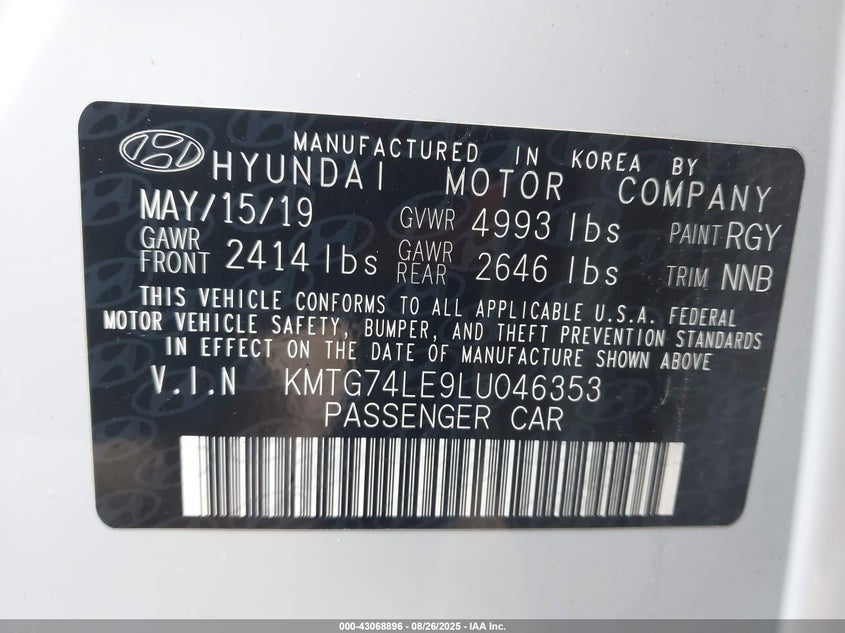 MANUFACTURED IN KOREA BY
HYUNDAI MOTOR COMPANY
MAY/15/19 GVWR 4993 lbs PAINT RGY
GAWR FRONT 2414 lbs GAWR REAR 2646 lbs TRIM NNB
THIS VEHICLE CONFORMS TO ALL APPLICABLE U.S.A. FEDERAL
MOTOR VEHICLE SAFETY, BUMPER, AND THEFT PREVENTION STANDARDS
IN EFFECT ON THE DATE OF MANUFACTURE SHOWN ABOVE
V.I.N KMTG74LE9LU046353
PASSENGER CAR
000-43068896 - 08/26/2025 - IAA Inc.